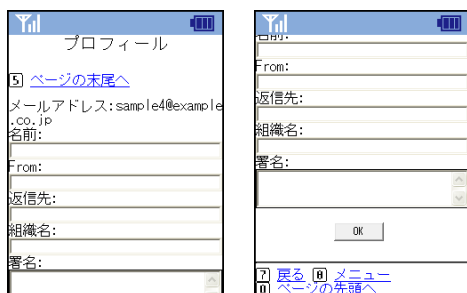 プロフィール
5 ページの末尾へ
メールアドレス:sample4@example
.co.jp
名前:
From:
返信先:
組織名:
署名:
名前:
From:
返信先:
組織名:
署名:
OK
7 戻る 8 メニュー
0 ページの先頭へ